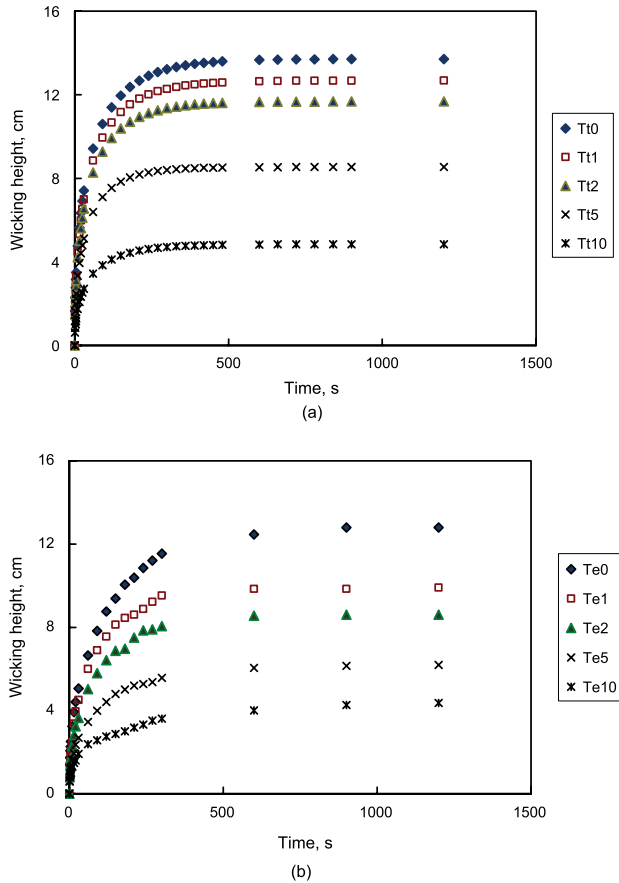 16
12
8
4
0
Wicking height, cm
0
500
1000
1500
Time, s
Tt0
Tt1
Tt2
Tt5
Tt10
(a)
16
12
8
4
0
Wicking height, cm
0
500
1000
1500
Time, s
Te0
Te1
Te2
Te5
Te10
(b)